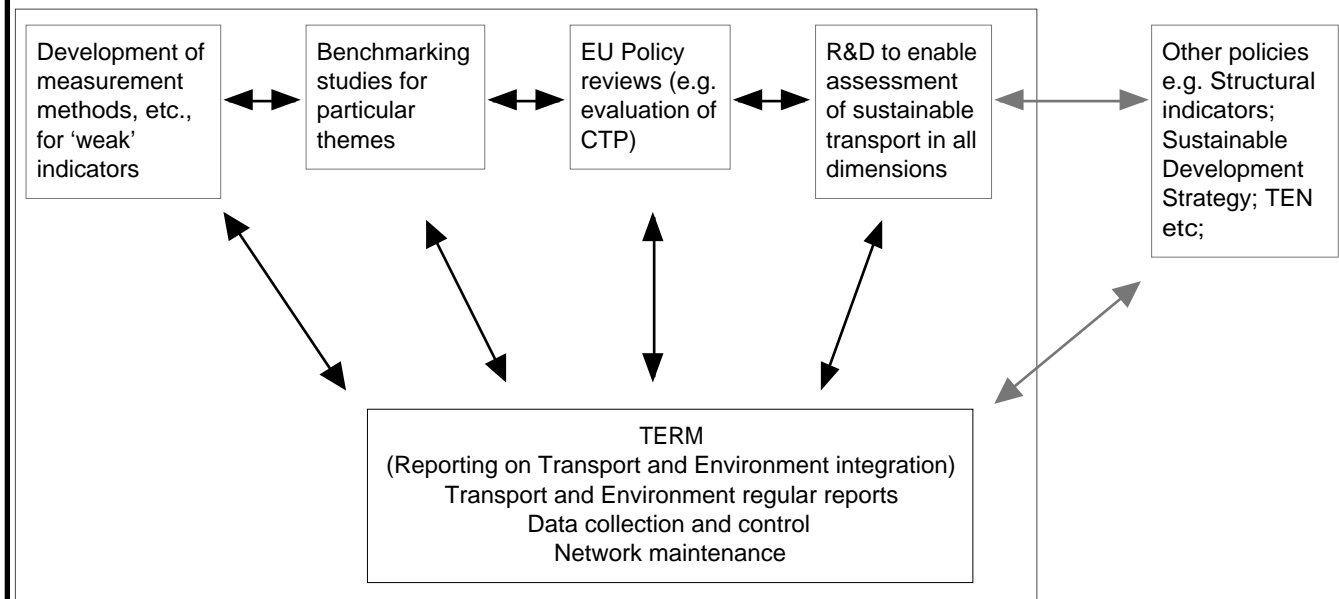 Development of
measurement
methods, etc.,
for ‘weak’
indicators
Benchmarking
studies for
particular
themes
EU Policy
reviews (e.g.
evaluation of
CTP)
R&D to enable
assessment
of sustainable
transport in all
dimensions
Other policies
e.g. Structural
indicators;
Sustainable
Development
Strategy; TEN
etc;
TERM
(Reporting on Transport and Environment integration)
Transport and Environment regular reports
Data collection and control
Network maintenance